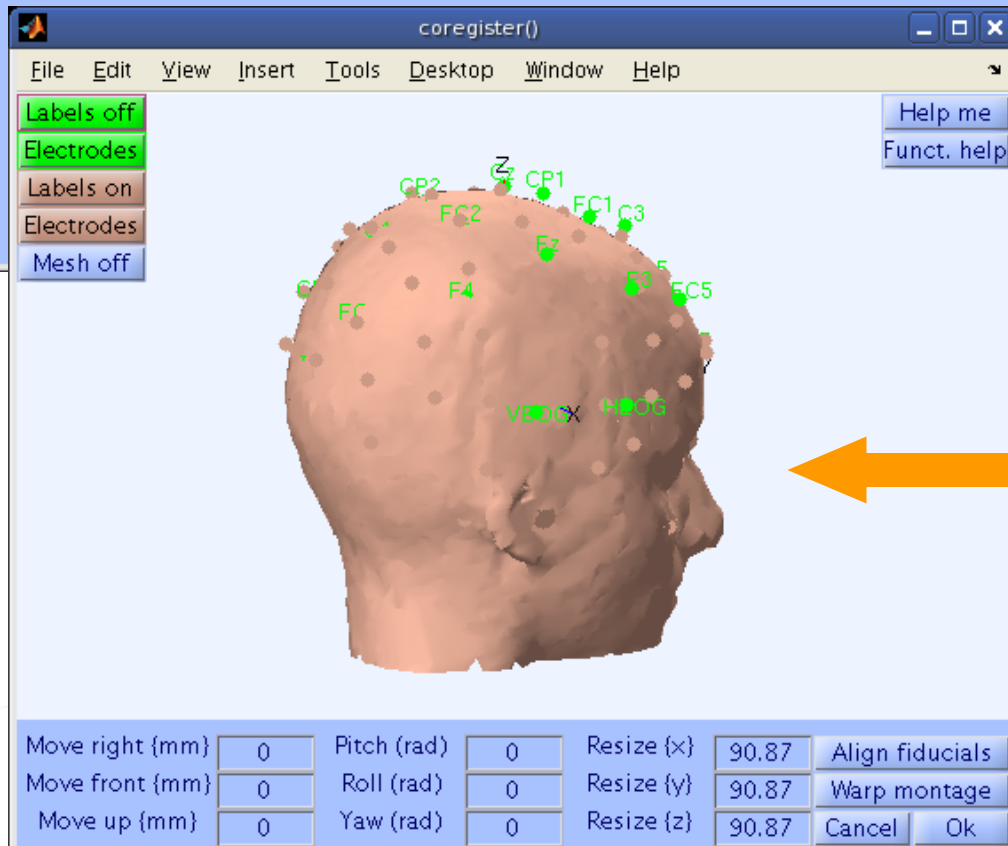 coregister()
File Edit View Insert Tools Desktop Window Help
Labels off
Electrodes
Labels on
Electrodes
Mesh off
Help me
Funct. help
Z
CP2 Cz CP1
FC2 FC1 C3
Fz
F4 F3 FC5
VEOG X HEOG
Move right {mm} 0 Pitch (rad) 0 Resize {x} 90.87 Align fiducials
Move front {mm} 0 Roll (rad) 0 Resize {y} 90.87 Warp montage
Move up {mm} 0 Yaw (rad) 0 Resize {z} 90.87 Cancel Ok